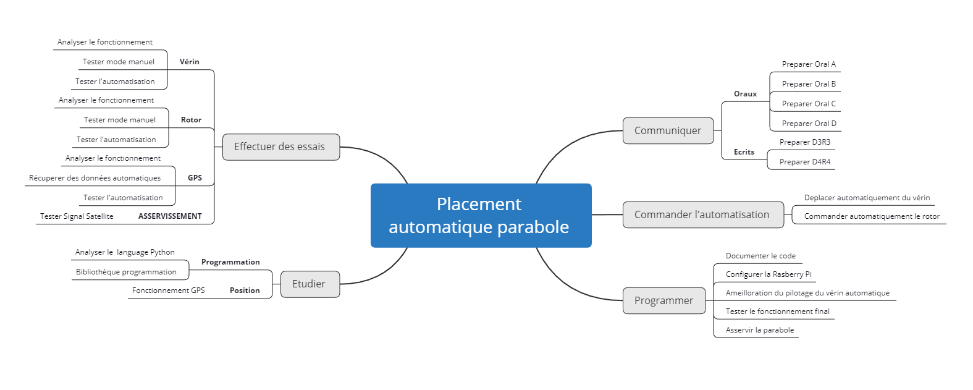 Placement
automatique parabole
Effectuer des essais
Vérin
Analyser le fonctionnement
Tester mode manuel
Tester l'automatisation
Rotor
Analyser le fonctionnement
Tester mode manuel
Tester l'automatisation
GPS
Analyser le fonctionnement
Récuperer des données automatiques
Tester l'automatisation
ASSERVISSEMENT
Tester Signal Satellite
Etudier
Programmation
Analyser le language Python
Bibliothèque programmation
Position
Fonctionnement GPS
Communiquer
Oraux
Preparer Oral A
Preparer Oral B
Preparer Oral C
Preparer Oral D
Ecrits
Preparer D3R3
Preparer D4R4
Commander l'automatisation
Deplacer automatiquement du vérin
Commander automatiquement le rotor
Programmer
Documenter le code
Configurer la Rasberry Pi
Ameilloration du pilotage du vérin automatique
Tester le fonctionnement final
Asservir la parabole